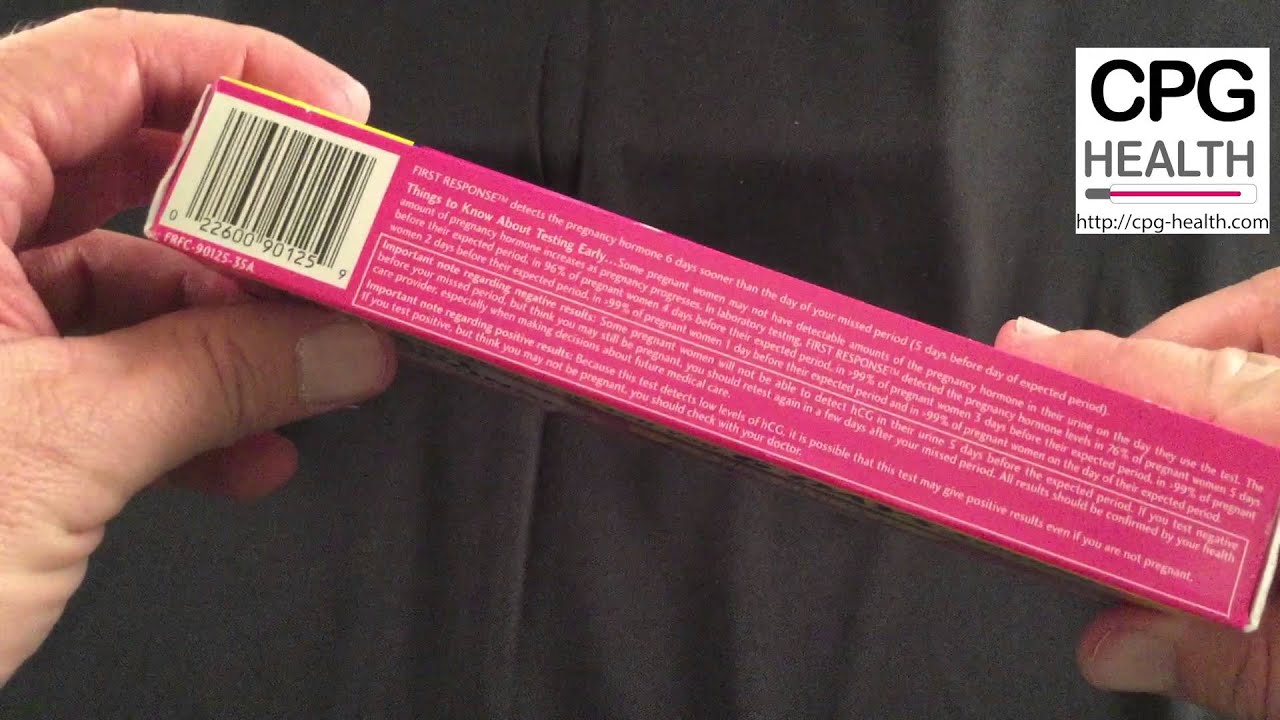 FIRST RESPONSE™ detects the pregnancy hormone 6 days sooner than the day of your missed period (5 days before day of expected period).
Things to Know About Testing Early...Some pregnant women may not have detectable amounts of the pregnancy hormone in their urine on the day they use the test. The
amount of pregnancy hormone increases as pregnancy progresses. In laboratory testing, FIRST RESPONSE™ detected the pregnancy hormone levels in 76% of pregnant women 5 days
before their expected period, in 96% of pregnant women 4 days before their expected period, in >99% of pregnant women 3 days before their expected period, in >99% of pregnant
women 2 days before their expected period, in >99% of pregnant women 1 day before their expected period and in >99% of pregnant women on the day of their expected period.
Important note regarding negative results: Some pregnant women will not be able to detect hCG in their urine 5 days before the expected period. If you test negative
before your missed period, but think you may still be pregnant, you should retest again in a few days after your missed period. All results should be confirmed by your health
care provider, especially when making decisions about future medical care.
Important note regarding positive results: Because this test detects low levels of hCG, it is possible that this test may give positive results even if you are not pregnant.
If you test positive, but think you may not be pregnant, you should check with your doctor.
0 22600 90125 9
FRFC-90125-35A
CPG
HEALTH
http://cpg-health.com